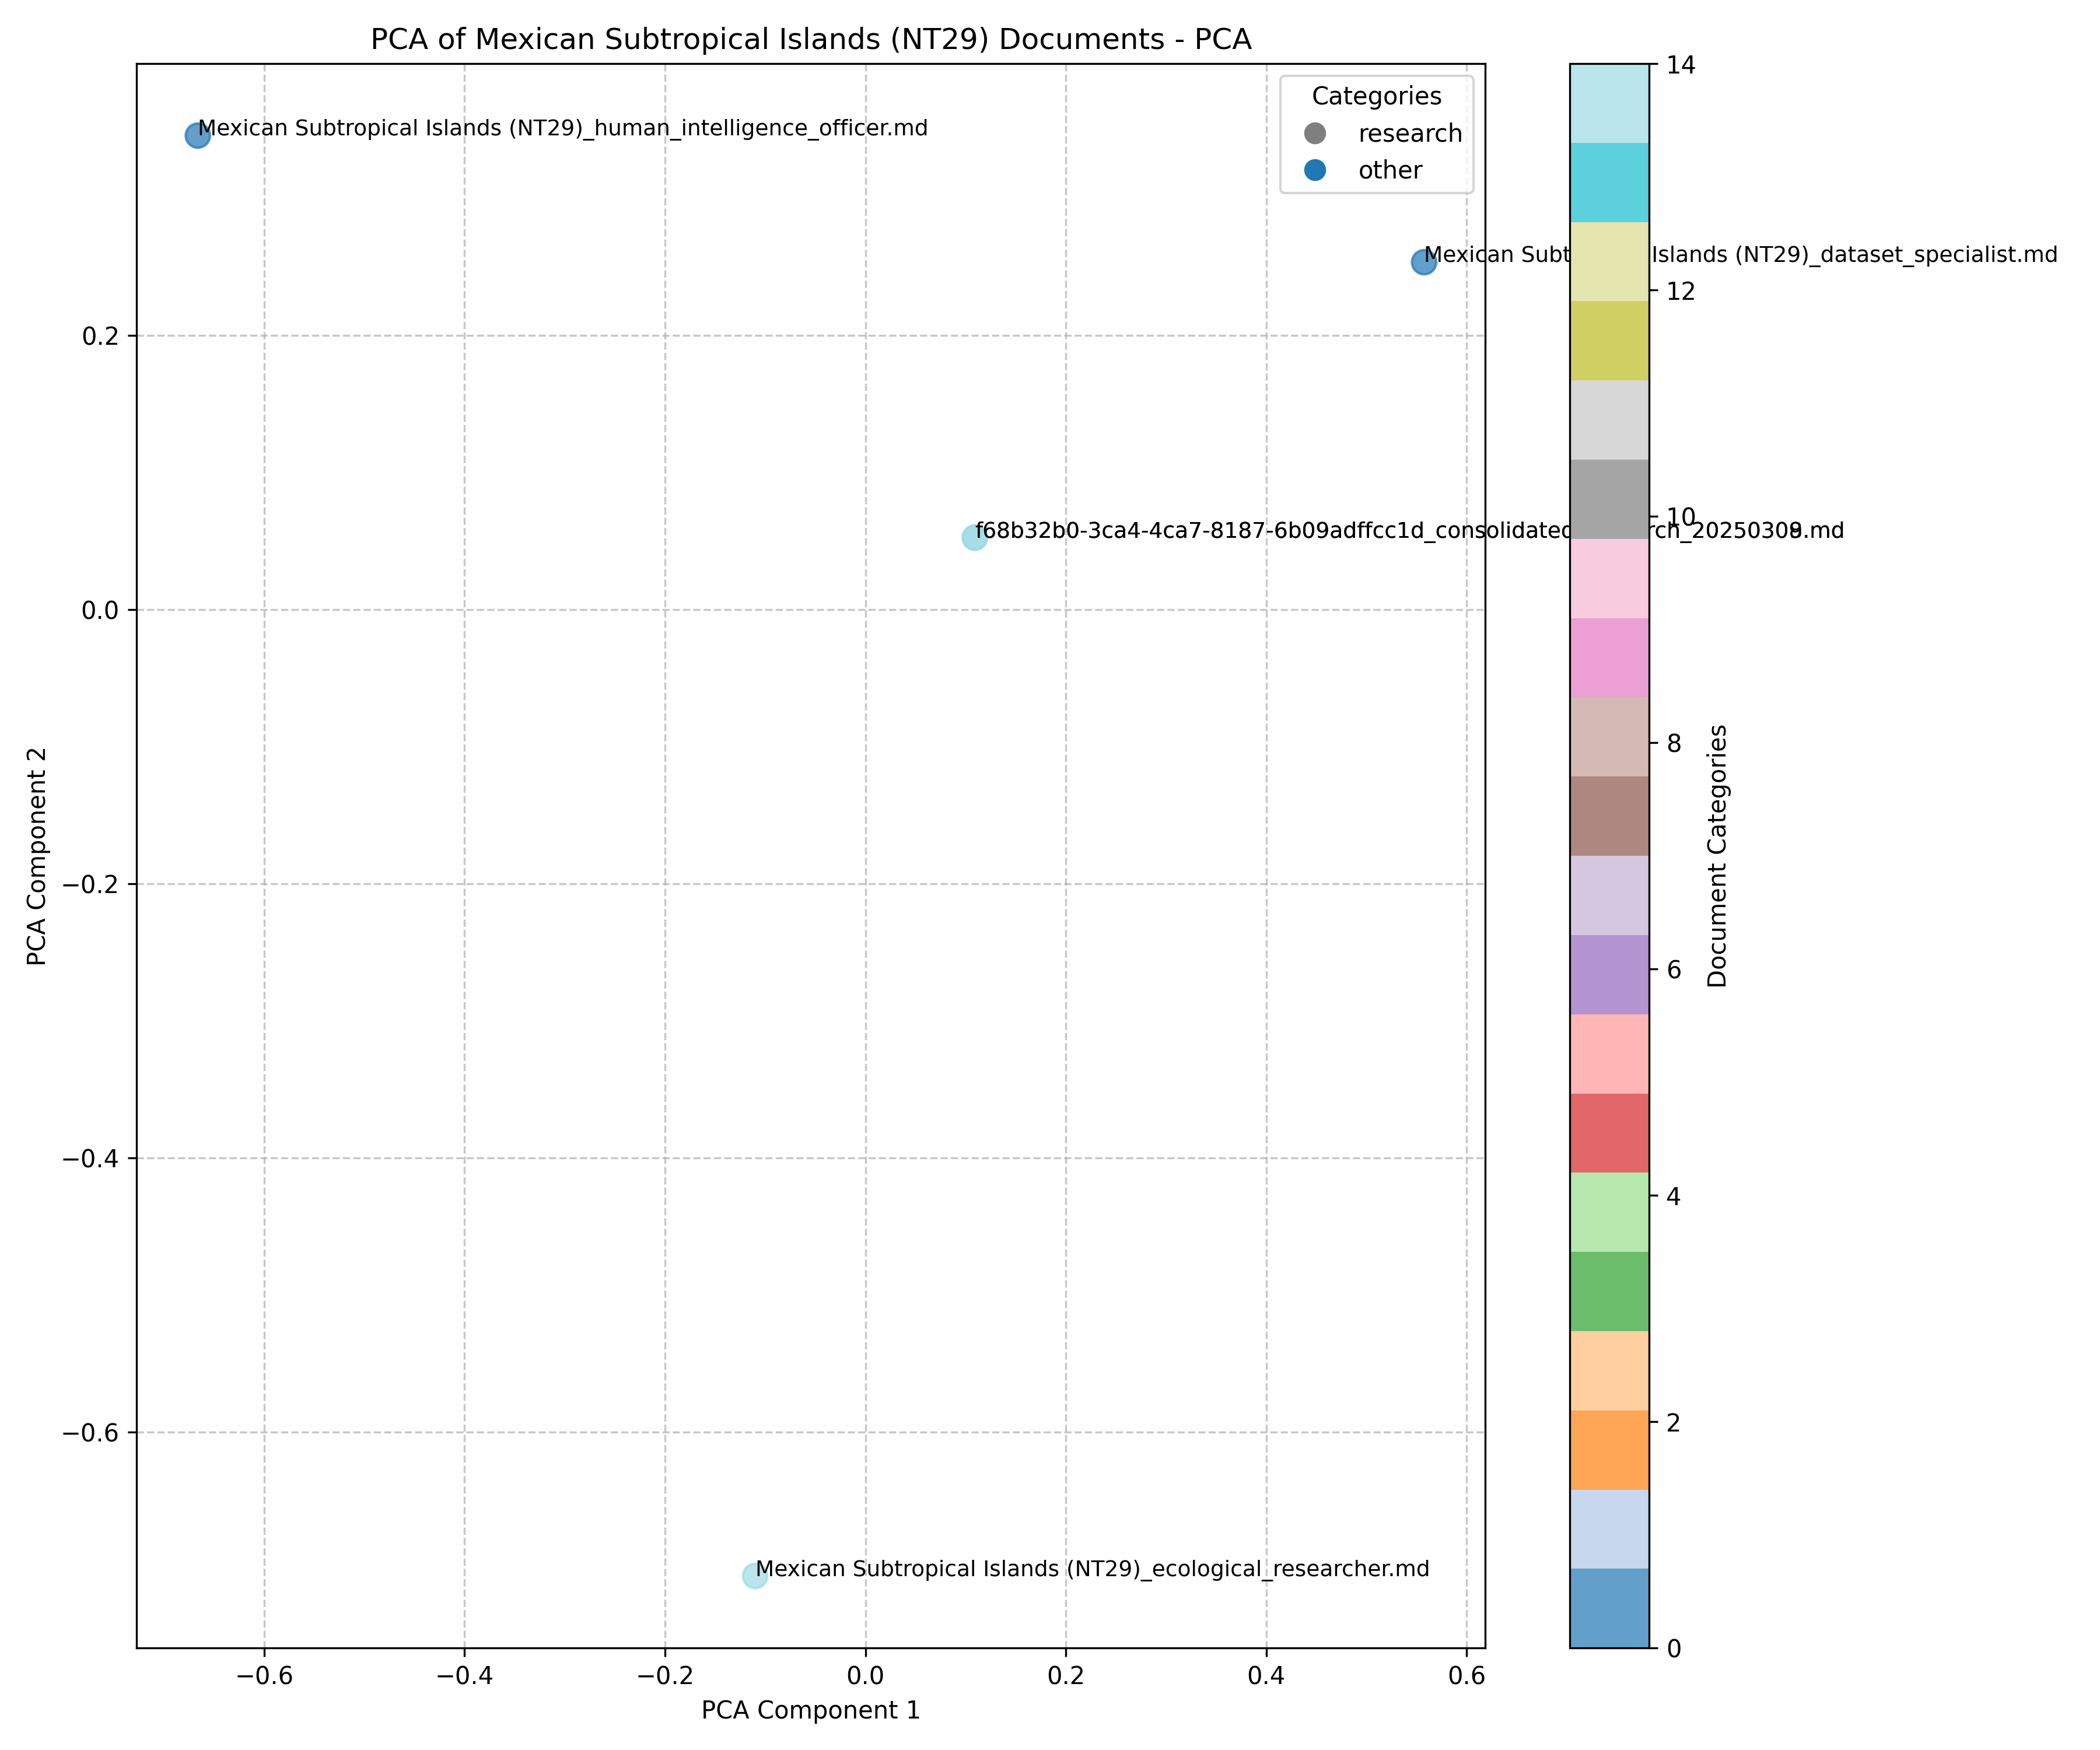 PCA of Mexican Subtropical Islands (NT29) Documents - PCA
Categories
research
other
Mexican Subtropical Islands (NT29)_human_intelligence_officer.md
Mexican Subt Islands (NT29)_dataset_specialist.md
f68b32b0-3ca4-4ca7-8187-6b09adffcc1d_consolidated rch_2025030 .md
Mexican Subtropical Islands (NT29)_ecological_researcher.md
0.2
0.0
−0.2
−0.4
−0.6
PCA Component 2
−0.6
−0.4
−0.2
0.0
0.2
0.4
0.6
PCA Component 1
14
12
10
8
6
4
2
0
Document Categories